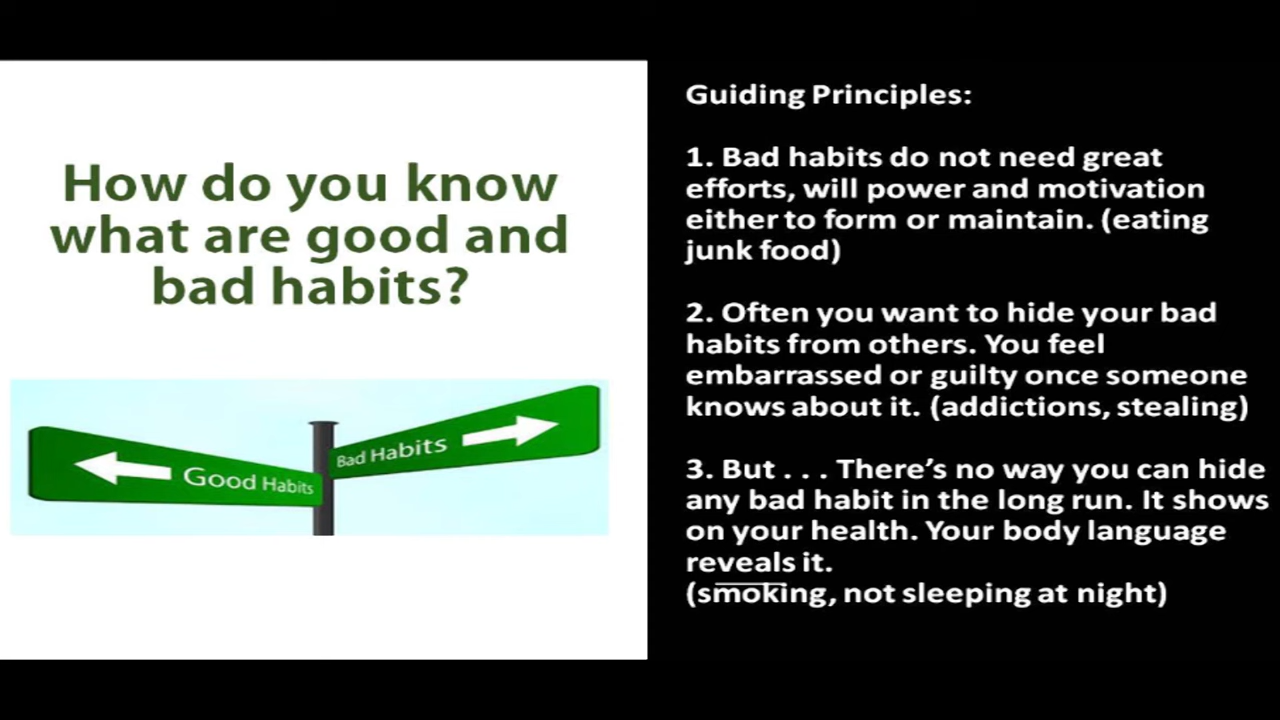 How do you know
what are good and
bad habits?
Good Habits
Bad Habits
Guiding Principles:
1. Bad habits do not need great
efforts, will power and motivation
either to form or maintain. (eating
junk food)
2. Often you want to hide your bad
habits from others. You feel
embarrassed or guilty once someone
knows about it. (addictions, stealing)
3. But . . . There's no way you can hide
any bad habit in the long run. It shows
on your health. Your body language
reveals it.
(smoking, not sleeping at night)